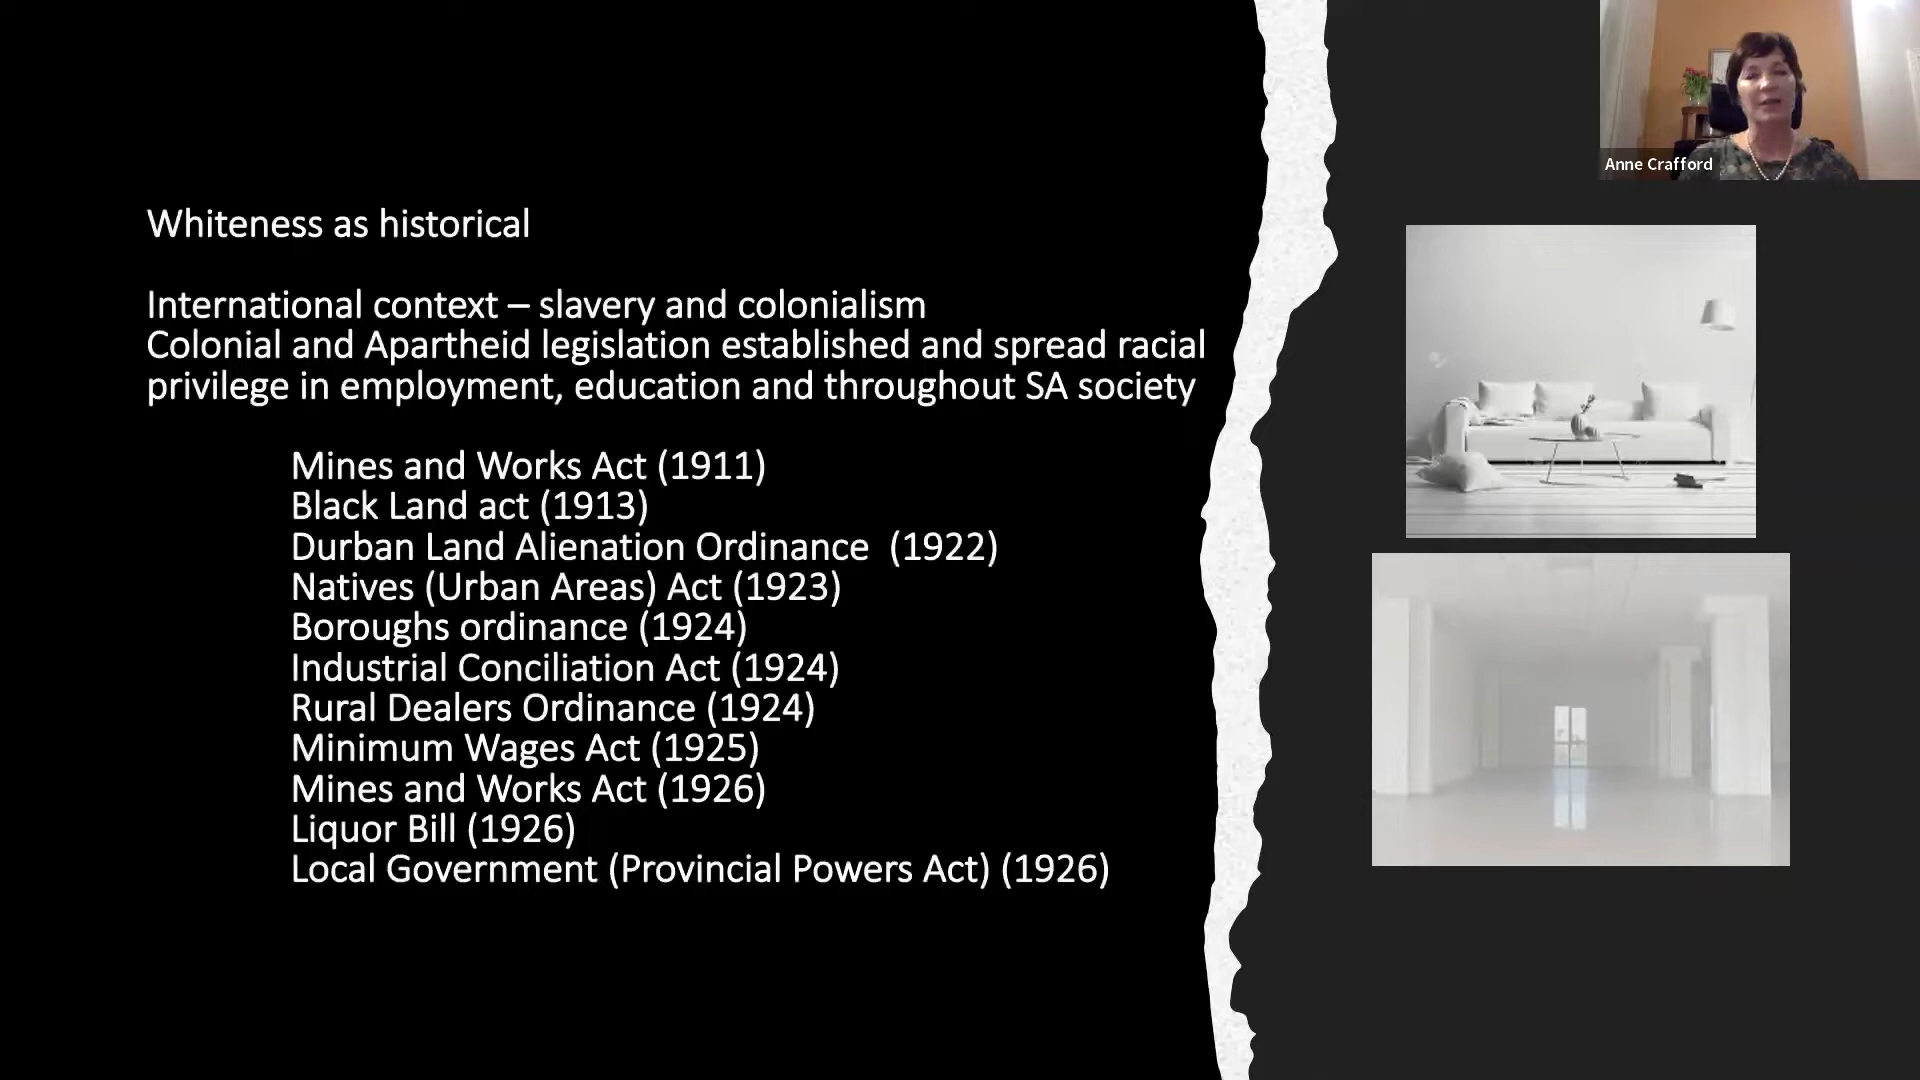 Whiteness as historical
International context – slavery and colonialism
Colonial and Apartheid legislation established and spread racial
privilege in employment, education and throughout SA society
Mines and Works Act (1911)
Black Land act (1913)
Durban Land Alienation Ordinance  (1922)
Natives (Urban Areas) Act (1923)
Boroughs ordinance (1924)
Industrial Conciliation Act (1924)
Rural Dealers Ordinance (1924)
Minimum Wages Act (1925)
Mines and Works Act (1926)
Liquor Bill (1926)
Local Government (Provincial Powers Act) (1926)
Anne Crafford